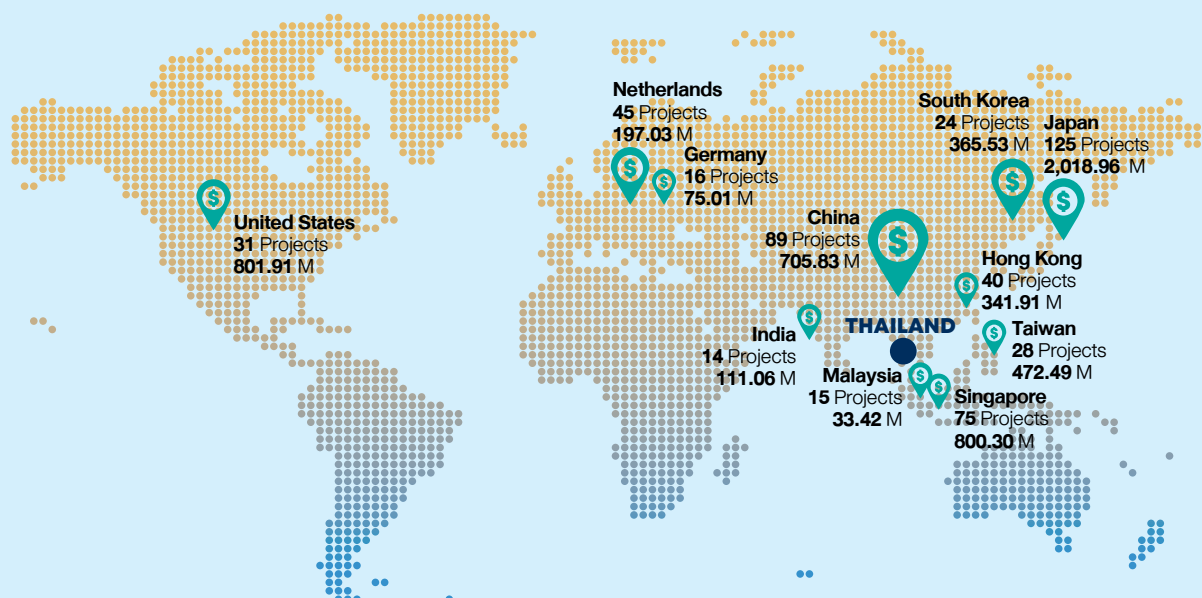 Netherlands
45 Projects
197.03 M
Germany
16 Projects
75.01 M
South Korea
24 Projects
365.53 M
Japan
125 Projects
2,018.96 M
United States
31 Projects
801.91 M
China
89 Projects
705.83 M
Hong Kong
40 Projects
341.91 M
THAILAND
Taiwan
28 Projects
472.49 M
India
14 Projects
111.06 M
Malaysia
15 Projects
33.42 M
Singapore
75 Projects
800.30 M
$
$
$
$
$
$
$
$
$
$
$